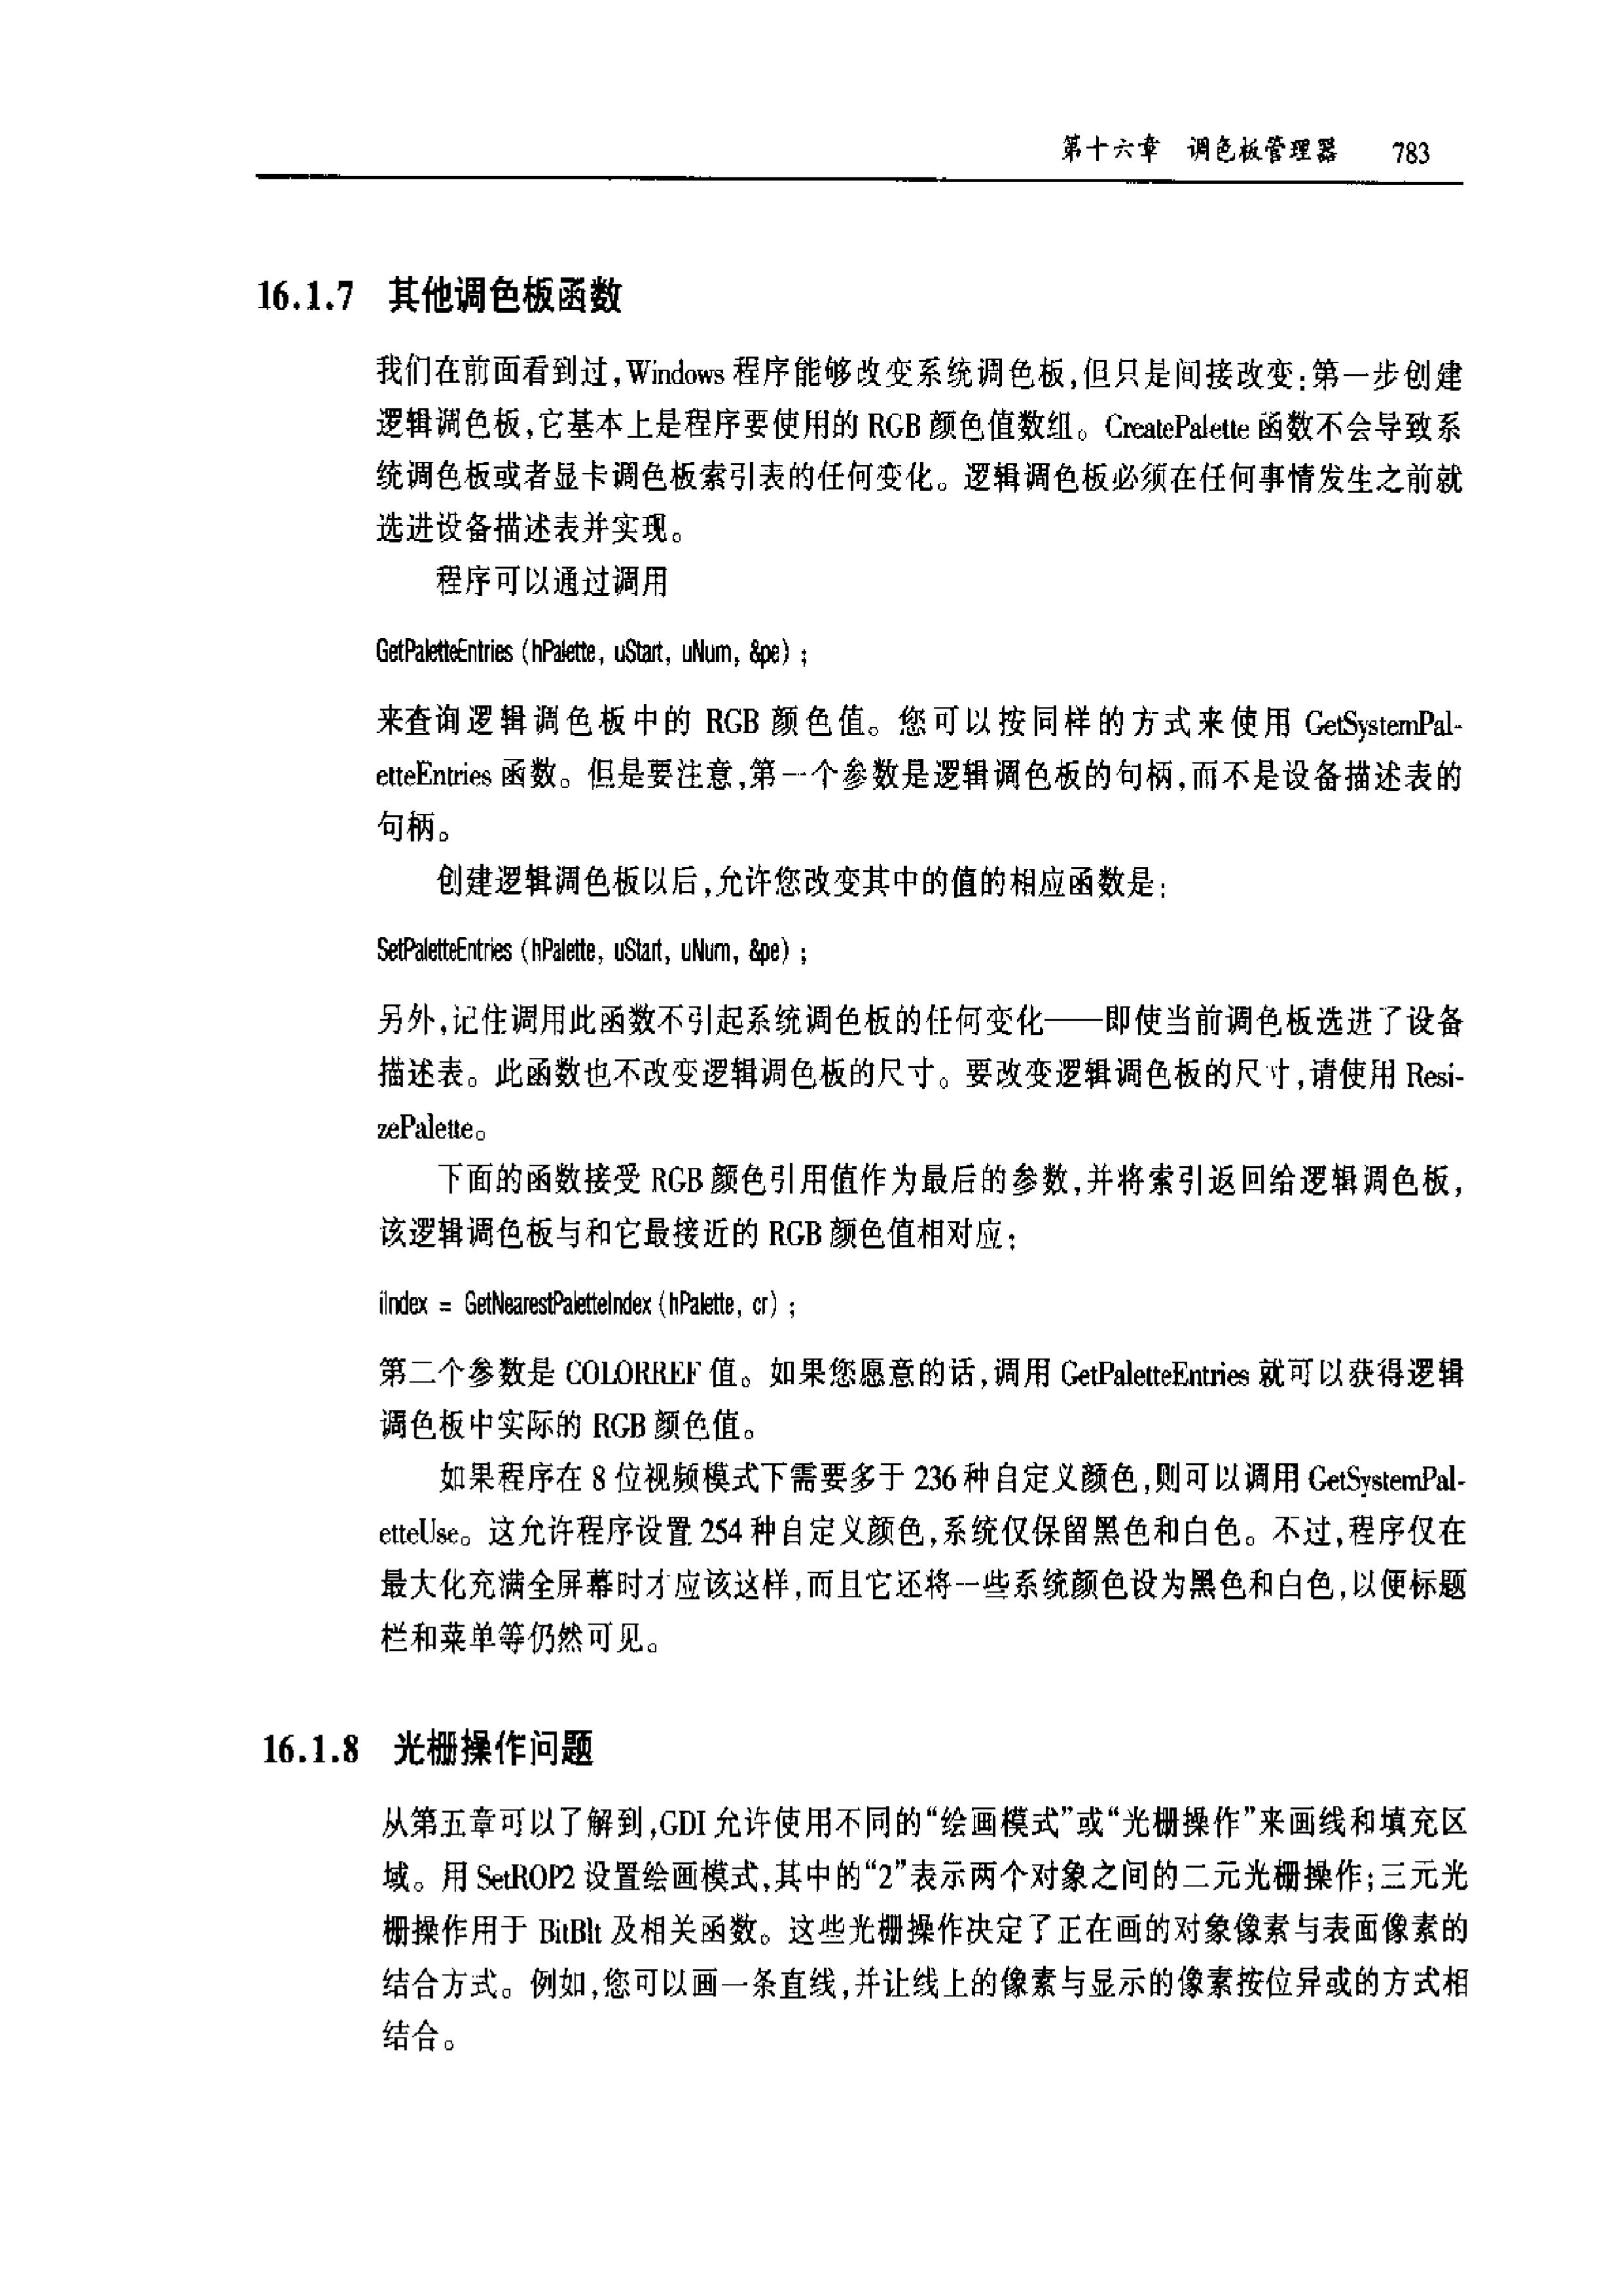 第十六章 调色板管理器 783
16.1.7 其他调色板函数
我们在前面看到过,Windows 程序能够改变系统调色板,但只是间接改变:第一步创建
逻辑调色板,它基本上是程序要使用的 RGB 颜色值数组。CreatePalette 函数不会导致系
统调色板或者显卡调色板索引表的任何变化。逻辑调色板必须在任何事情发生之前就
选进设备描述表并实现。
程序可以通过调用
GetPaletteEntries (hPalette, uStart, uNum, &pe) ;
来查询逻辑调色板中的 RGB 颜色值。您可以按同样的方式来使用 GetSystemPal-
etteEntries 函数。但是要注意,第一个参数是逻辑调色板的句柄,而不是设备描述表的
句柄。
创建逻辑调色板以后,允许您改变其中的值的相应函数是:
SetPaletteEntries (hPalette, uStart, uNum, &pe) ;
另外,记住调用此函数不引起系统调色板的任何变化——即使当前调色板选进了设备
描述表。此函数也不改变逻辑调色板的尺寸。要改变逻辑调色板的尺寸,请使用 Resi-
zePalette。
下面的函数接受 RGB 颜色引用值作为最后的参数,并将索引返回给逻辑调色板,
该逻辑调色板与和它最接近的 RGB 颜色值相对应:
iIndex = GetNearestPaletteIndex (hPalette, cr) ;
第二个参数是 COLORREF 值。如果您愿意的话,调用 GetPaletteEntries 就可以获得逻辑
调色板中实际的 RGB 颜色值。
如果程序在 8 位视频模式下需要多于 236 种自定义颜色,则可以调用 GetSystemPal-
etteUse。这允许程序设置 254 种自定义颜色,系统仅保留黑色和白色。不过,程序仅在
最大化充满全屏幕时才应该这样,而且它还将一些系统颜色设为黑色和白色,以便标题
栏和菜单等仍然可见。
16.1.8 光栅操作问题
从第五章可以了解到,GDI 允许使用不同的“绘画模式”或“光栅操作”来画线和填充区
域。用 SetROP2 设置绘画模式,其中的“2”表示两个对象之间的二元光栅操作;三元光
栅操作用于 BitBlt 及相关函数。这些光栅操作决定了正在画的对象像素与表面像素的
结合方式。例如,您可以画一条直线,并让线上的像素与显示的像素按位异或的方式相
结合。